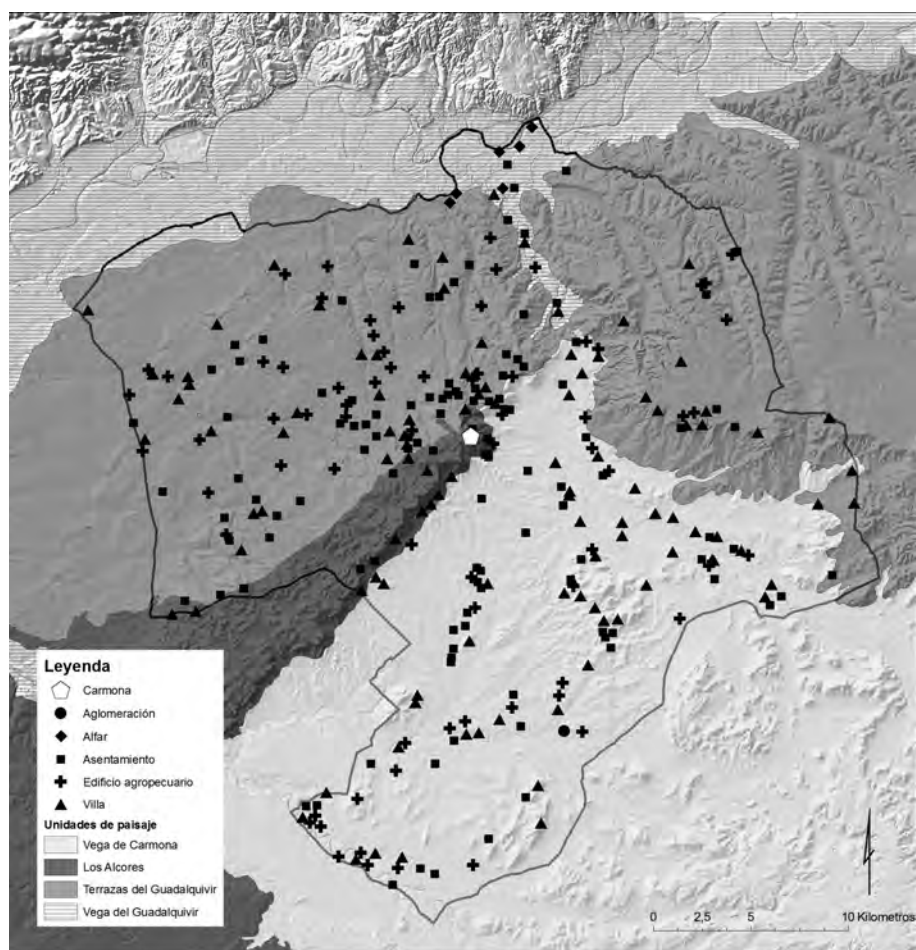 Leyenda
Carmona
Aglomeración
Alfar
Asentamiento
Edificio agropecuario
Villa
Unidades de paisaje
Vega de Carmona
Los Alcores
Terrazas del Guadalquivir
Vega del Guadalquivir
0 2,5 5 10 Kilometros